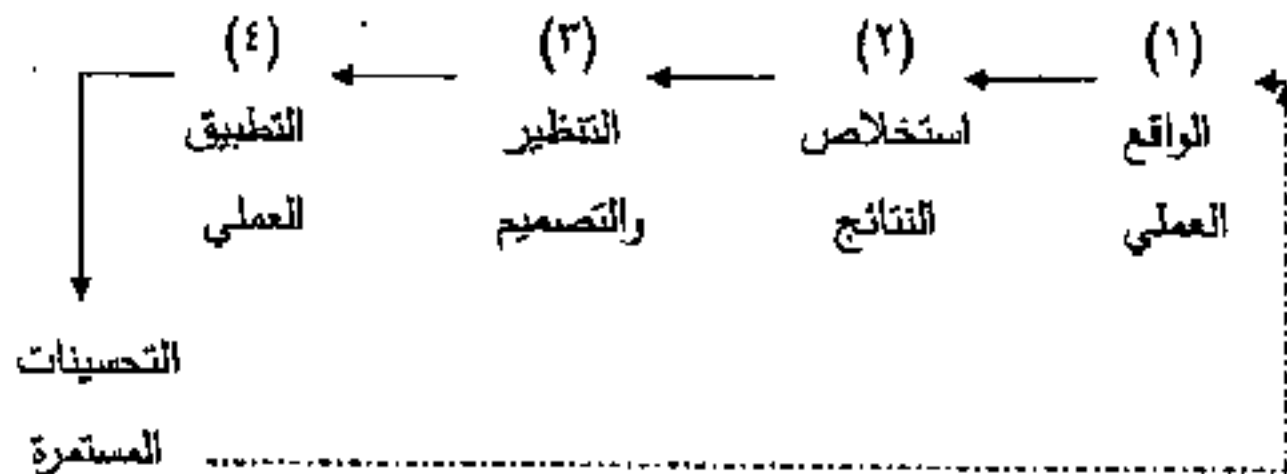 (١) (٢) (٣) (٤)
الواقع استخلاص التنظير التطبيق
العملي النتائج والتصميم العملي
التحسينات
المستمرة